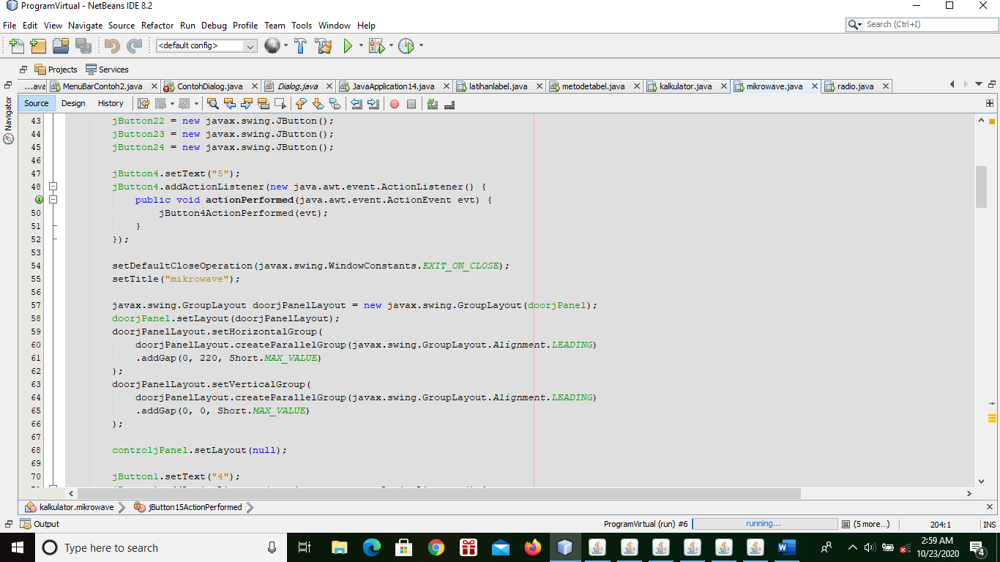 ProgramVirtual - NetBeans IDE 8.2
File Edit View Navigate Source Refactor Run Debug Profile Team Tools Window Help
Search (Ctrl+I)
<default config>
Projects Services
...ava MenuBarContoh2.java ContohDialog.java Dialog.java JavaApplication14.java latihanlabel.java metodetabel.java kalkulator.java mikrowave.java radio.java
Navigator
Source Design History
43 jButton22 = new javax.swing.JButton();
44 jButton23 = new javax.swing.JButton();
45 jButton24 = new javax.swing.JButton();
46
47 jButton4.setText("5");
48 jButton4.addActionListener(new java.awt.event.ActionListener() {
public void actionPerformed(java.awt.event.ActionEvent evt) {
50 jButton4ActionPerformed(evt);
51 }
52 });
53
54 setDefaultCloseOperation(javax.swing.WindowConstants.EXIT_ON_CLOSE);
55 setTitle("mikrowave");
56
57 javax.swing.GroupLayout doorjPanelLayout = new javax.swing.GroupLayout(doorjPanel);
58 doorjPanel.setLayout(doorjPanelLayout);
59 doorjPanelLayout.setHorizontalGroup(
60 doorjPanelLayout.createParallelGroup(javax.swing.GroupLayout.Alignment.LEADING)
61 .addGap(0, 220, Short.MAX_VALUE)
62 );
63 doorjPanelLayout.setVerticalGroup(
64 doorjPanelLayout.createParallelGroup(javax.swing.GroupLayout.Alignment.LEADING)
65 .addGap(0, 0, Short.MAX_VALUE)
66 );
67
68 controljPanel.setLayout(null);
69
70 jButton1.setText("4");
kalkulator.mikrowave jButton15ActionPerformed
Output
ProgramVirtual (run) #6 running... (5 more...) 204:1 INS
Type here to search
2:59 AM
10/23/2020
4